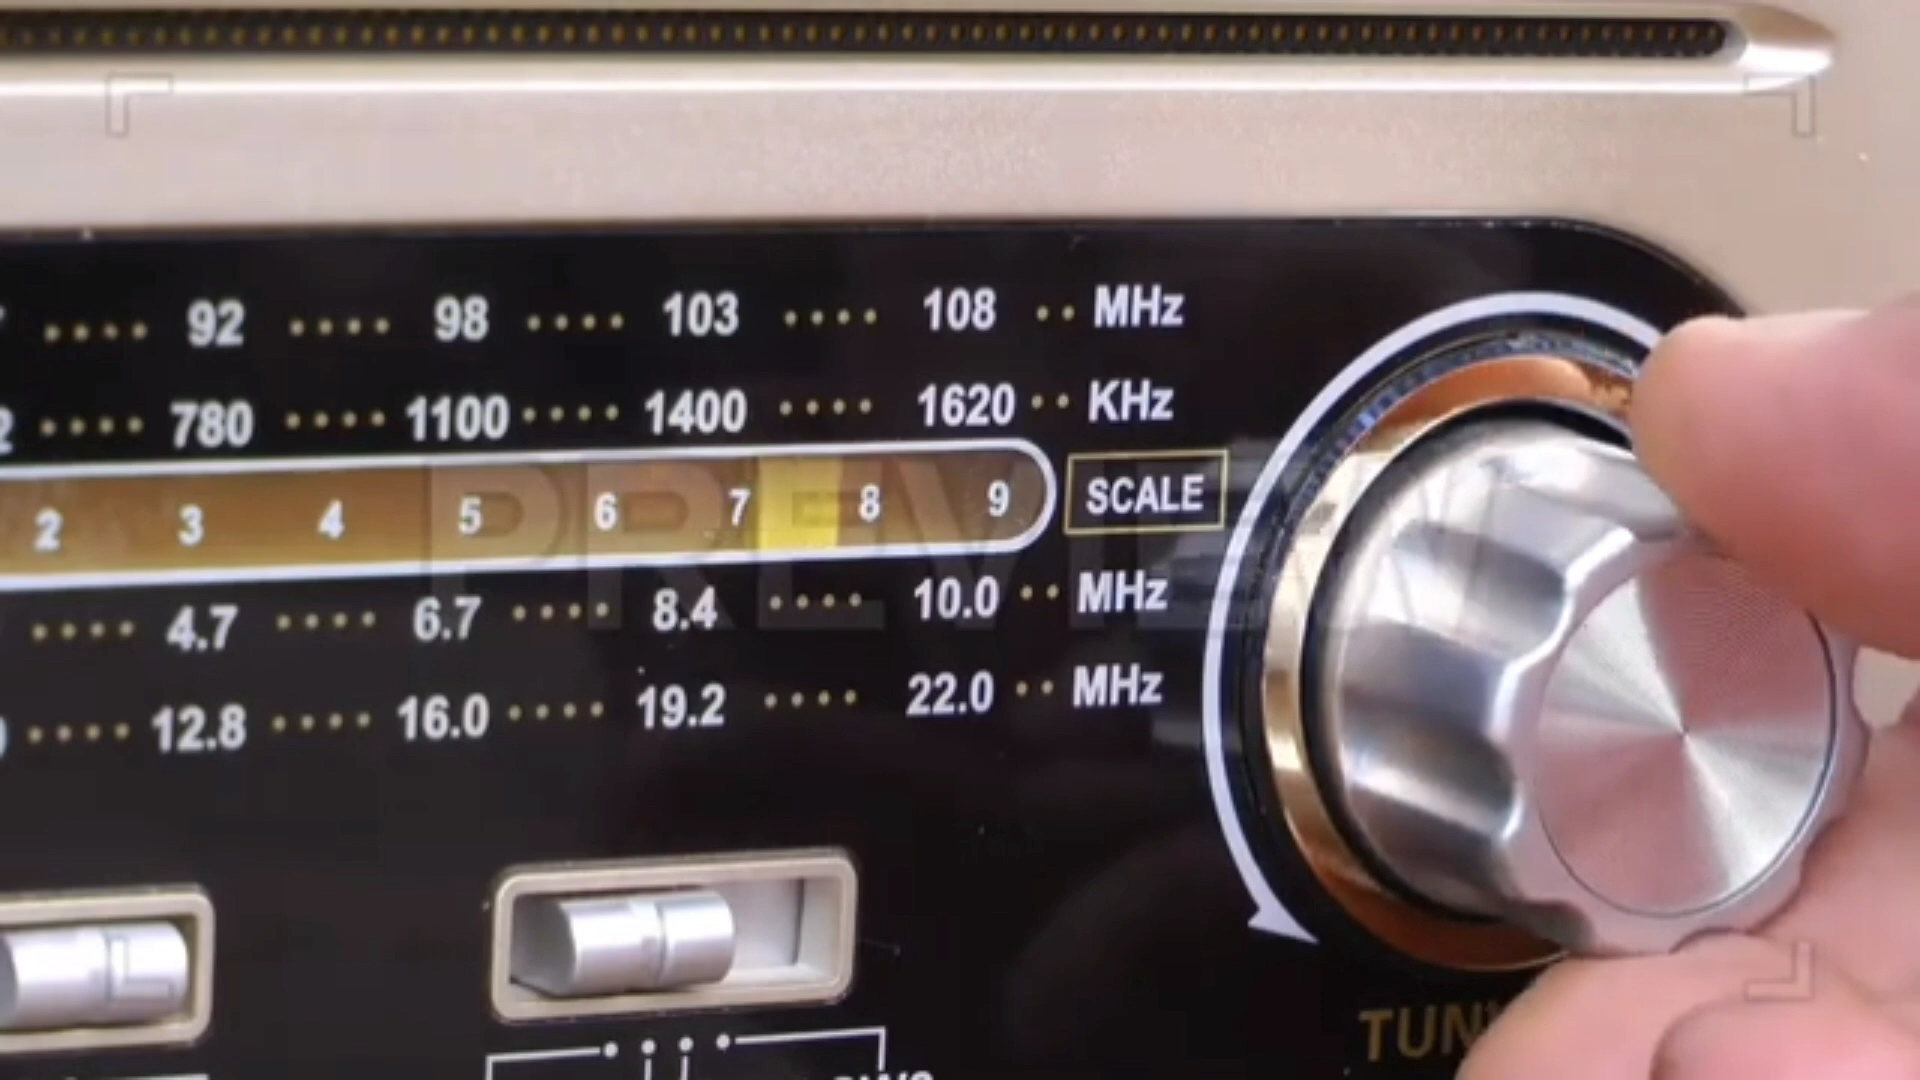 92 98 103 108 MHz
780 1100 1400 1620 KHz
2 3 4 5 6 7 8 9 SCALE
4.7 6.7 8.4 10.0 MHz
12.8 16.0 19.2 22.0 MHz
PREVIEW